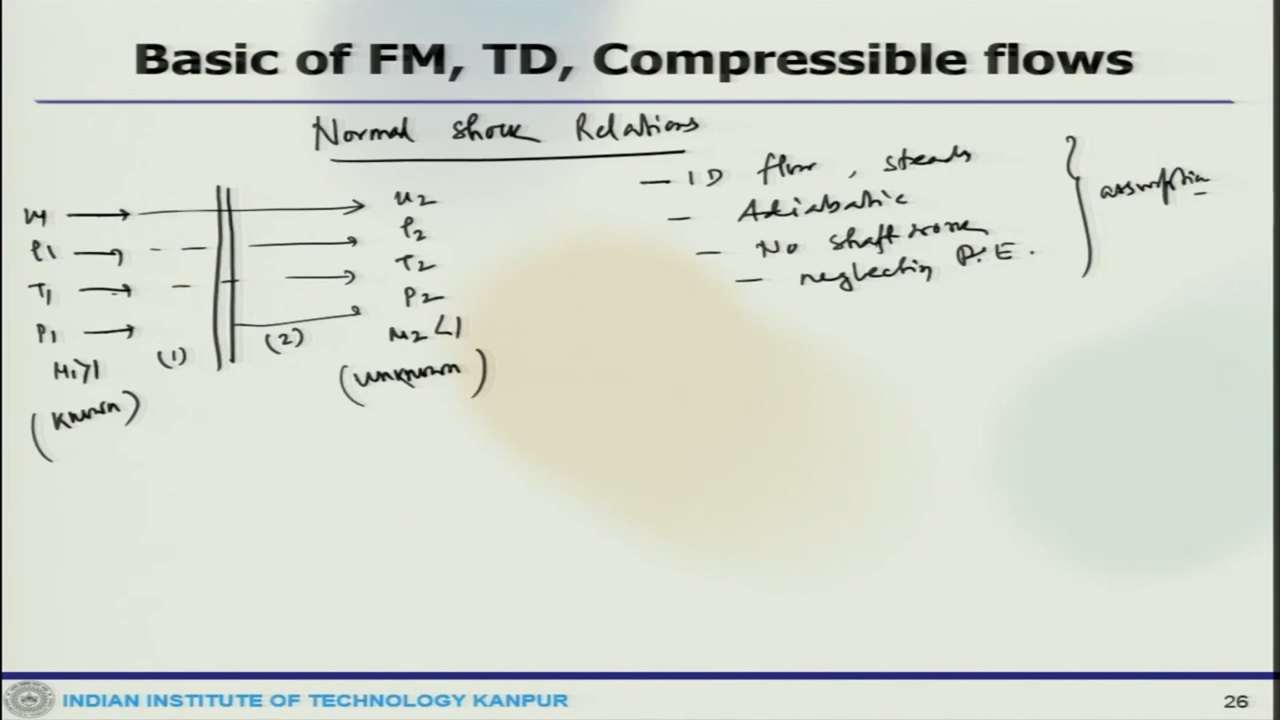 Basic of FM, TD, Compressible flows
Normal shock Relations
u1
ρ1
T1
P1
M1>1
(Known)
(1)
(2)
u2
ρ2
T2
P2
M2<1
(unknown)
— 1D flow, steady
— Adiabatic
— No shaft work
— neglecting P.E.
assumption
INDIAN INSTITUTE OF TECHNOLOGY KANPUR
26